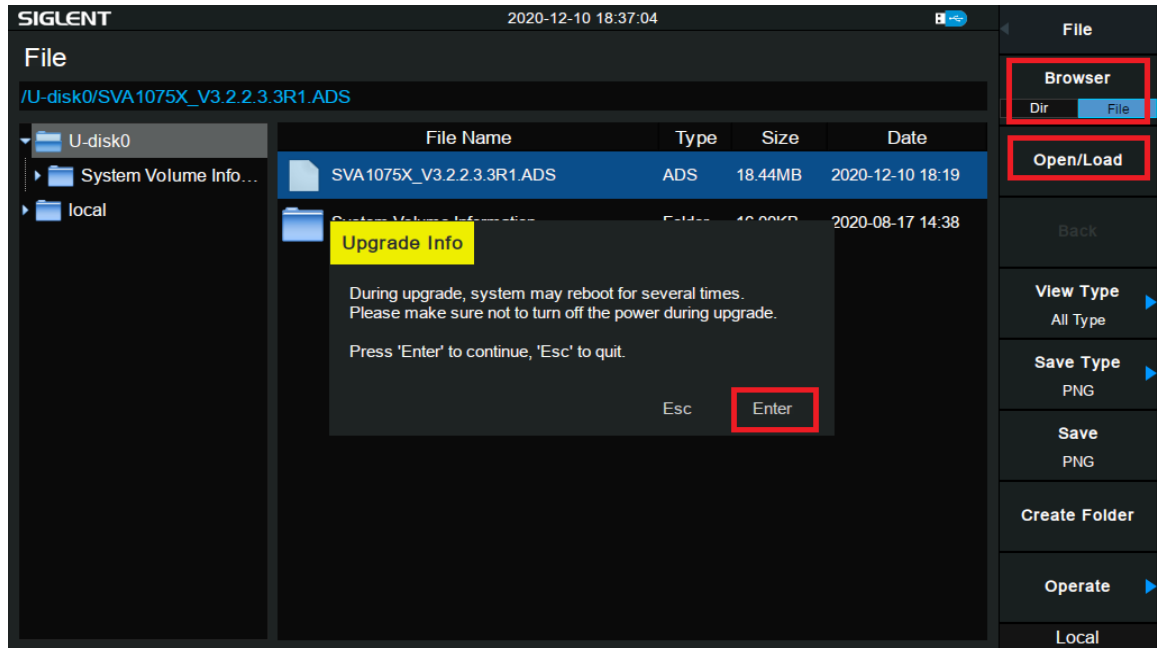 SIGLENT
2020-12-10 18:37:04
File
/U-disk0/SVA1075X_V3.2.2.3.3R1.ADS
U-disk0
System Volume Info...
local
File Name Type Size Date
SVA1075X_V3.2.2.3.3R1.ADS ADS 18.44MB 2020-12-10 18:19
System Volume Information Folder 2020-08-17 14:38
Upgrade Info
During upgrade, system may reboot for several times.
Please make sure not to turn off the power during upgrade.
Press 'Enter' to continue, 'Esc' to quit.
Esc Enter
File
Browser
Dir File
Open/Load
Back
View Type
All Type
Save Type
PNG
Save
PNG
Create Folder
Operate
Local